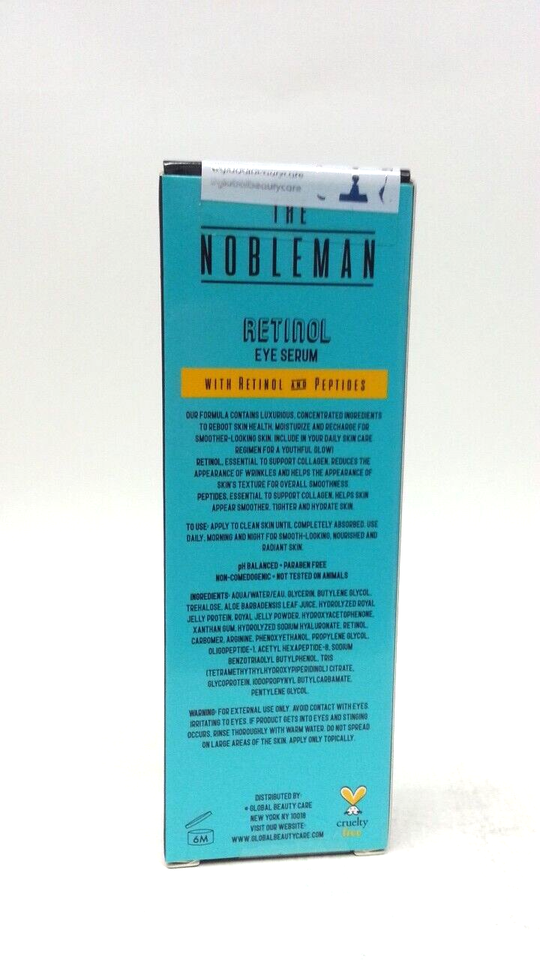 @globalbeautycare
@globalbeautycare
THE
NOBLEMAN
RETINOL
EYE SERUM
WITH RETINOL AND PEPTIDES
OUR FORMULA CONTAINS LUXURIOUS, CONCENTRATED INGREDIENTS
TO REBOOT SKIN HEALTH, MOISTURIZE AND RECHARGE FOR
SMOOTHER-LOOKING SKIN. INCLUDE IN YOUR DAILY SKIN CARE
REGIMEN FOR A YOUTHFUL GLOW!
RETINOL, ESSENTIAL TO SUPPORT COLLAGEN, REDUCES THE
APPEARANCE OF WRINKLES AND HELPS THE APPEARANCE OF
SKIN'S TEXTURE FOR OVERALL SMOOTHNESS.
PEPTIDES, ESSENTIAL TO SUPPORT COLLAGEN, HELPS SKIN
APPEAR SMOOTHER, TIGHTER AND HYDRATE SKIN.
TO USE: APPLY TO CLEAN SKIN UNTIL COMPLETELY ABSORBED. USE
DAILY, MORNING AND NIGHT FOR SMOOTH-LOOKING, NOURISHED AND
RADIANT SKIN.
pH BALANCED • PARABEN FREE
NON-COMEDOGENIC • NOT TESTED ON ANIMALS
INGREDIENTS: AQUA/WATER/EAU, GLYCERIN, BUTYLENE GLYCOL,
TREHALOSE, ALOE BARBADENSIS LEAF JUICE, HYDROLYZED ROYAL
JELLY PROTEIN, ROYAL JELLY POWDER, HYDROXYACETOPHENONE,
XANTHAN GUM, HYDROLYZED SODIUM HYALURONATE, RETINOL,
CARBOMER, ARGININE, PHENOXYETHANOL, PROPYLENE GLYCOL,
OLIGOPEPTIDE-1, ACETYL HEXAPEPTIDE-8, SODIUM
BENZOTRIAOLYL BUTYLPHENOL, TRIS
(TETRAMETHYTHYLHYDROXYPIPERIDINOL) CITRATE,
GLYCOPROTEIN, IODOPROPYNYL BUTYLCARBAMATE,
PENTYLENE GLYCOL.
WARNING: FOR EXTERNAL USE ONLY. AVOID CONTACT WITH EYES.
IRRITATING TO EYES. IF PRODUCT GETS INTO EYES AND STINGING
OCCURS, RINSE THOROUGHLY WITH WARM WATER. DO NOT SPREAD
ON LARGE AREAS OF THE SKIN. APPLY ONLY TOPICALLY.
DISTRIBUTED BY:
© GLOBAL BEAUTY CARE
NEW YORK NY 10018
VISIT OUR WEBSITE:
WWW.GLOBALBEAUTYCARE.COM
6M
cruelty
free